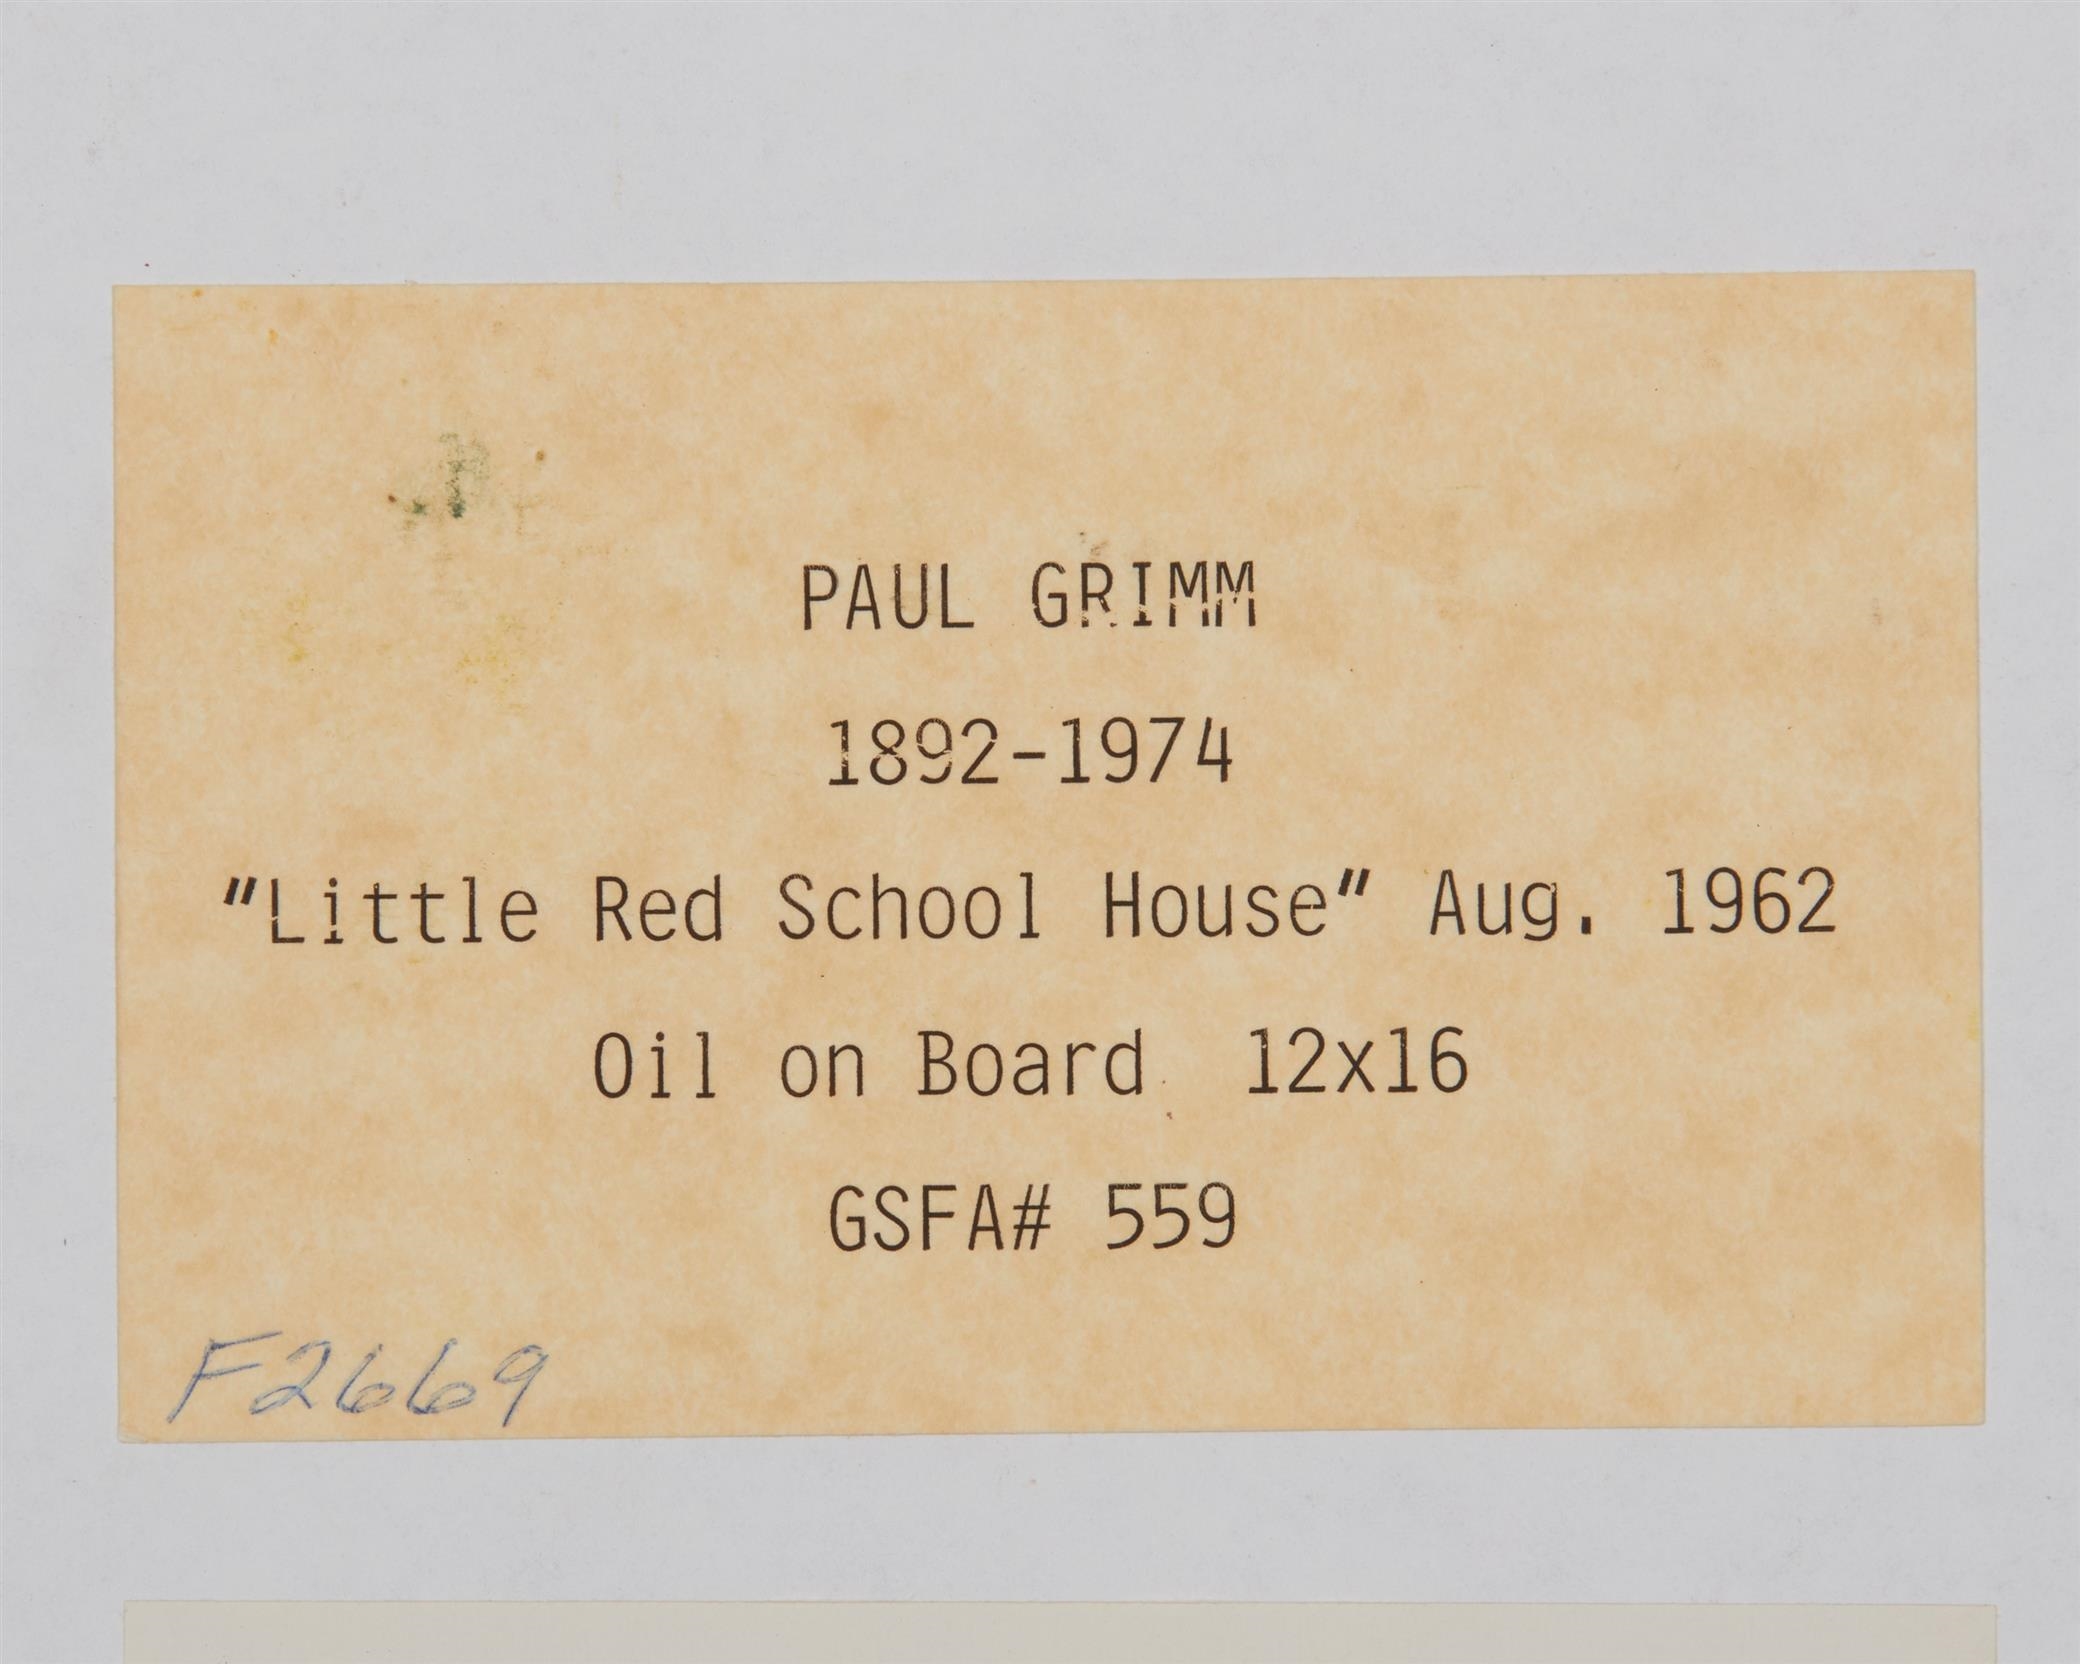 PAUL GRIMM
1892-1974
"Little Red School House" Aug. 1962
Oil on Board 12x16
GSFA# 559
F2669